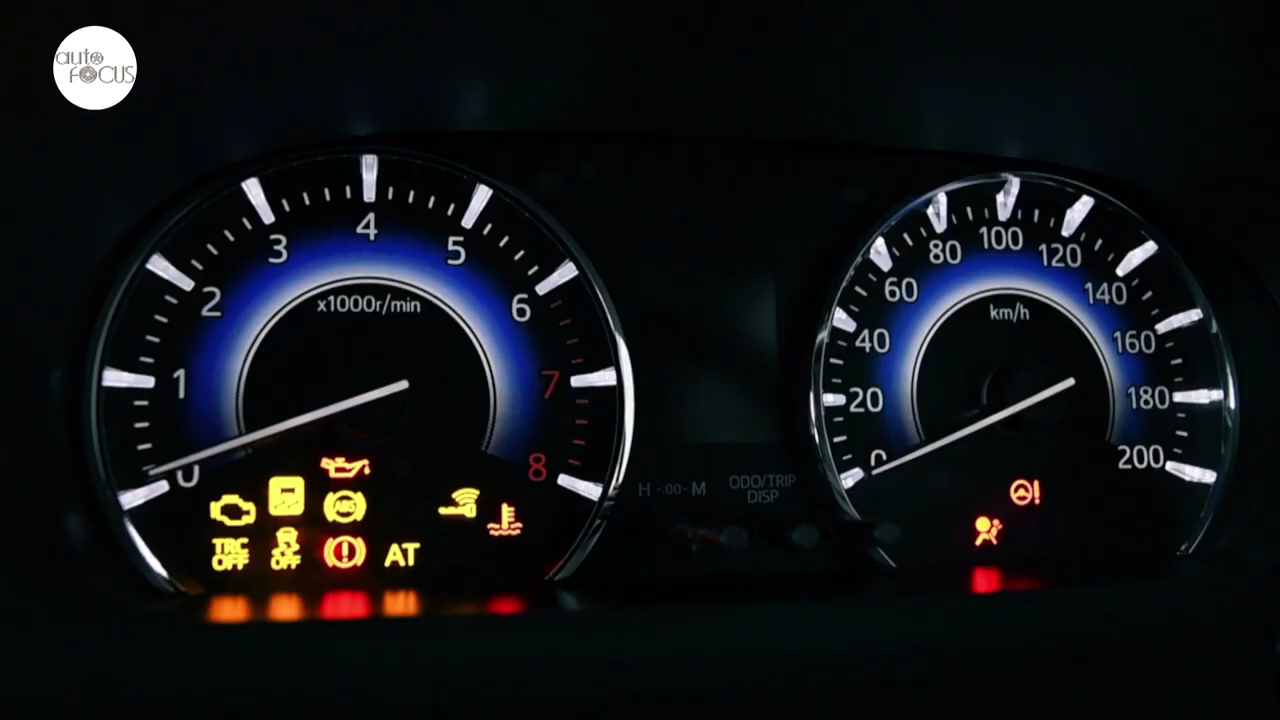 auto
FOCUS
0
1
2
3
4
5
6
7
8
x1000r/min
ABS
TRC
OFF
OFF
AT
H -:00- M
ODO/TRIP
DISP
0
20
40
60
80
100
120
140
160
180
200
km/h